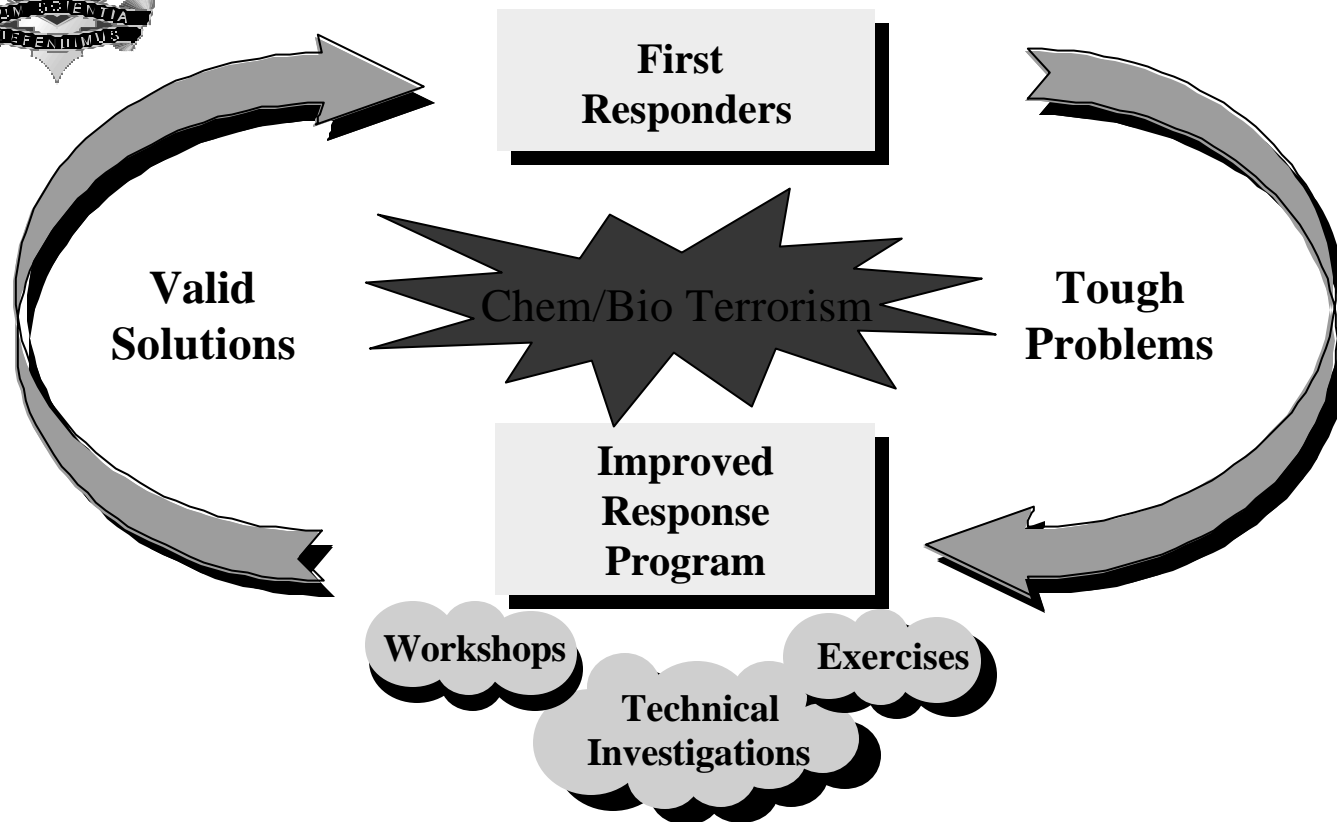 First
Responders
Valid
Solutions
Chem/Bio Terrorism
Tough
Problems
Improved
Response
Program
Workshops
Exercises
Technical
Investigations